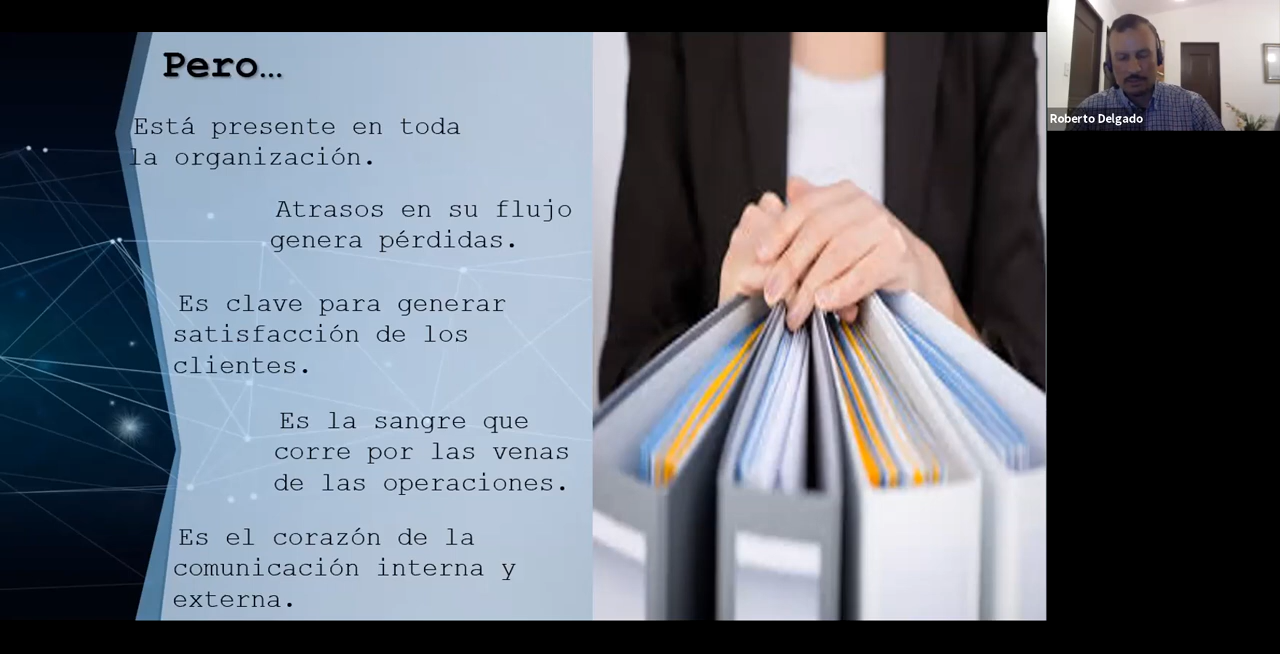 Pero…
Está presente en toda
la organización.
Atrasos en su flujo
genera pérdidas.
Es clave para generar
satisfacción de los
clientes.
Es la sangre que
corre por las venas
de las operaciones.
Es el corazón de la
comunicación interna y
externa.
Roberto Delgado